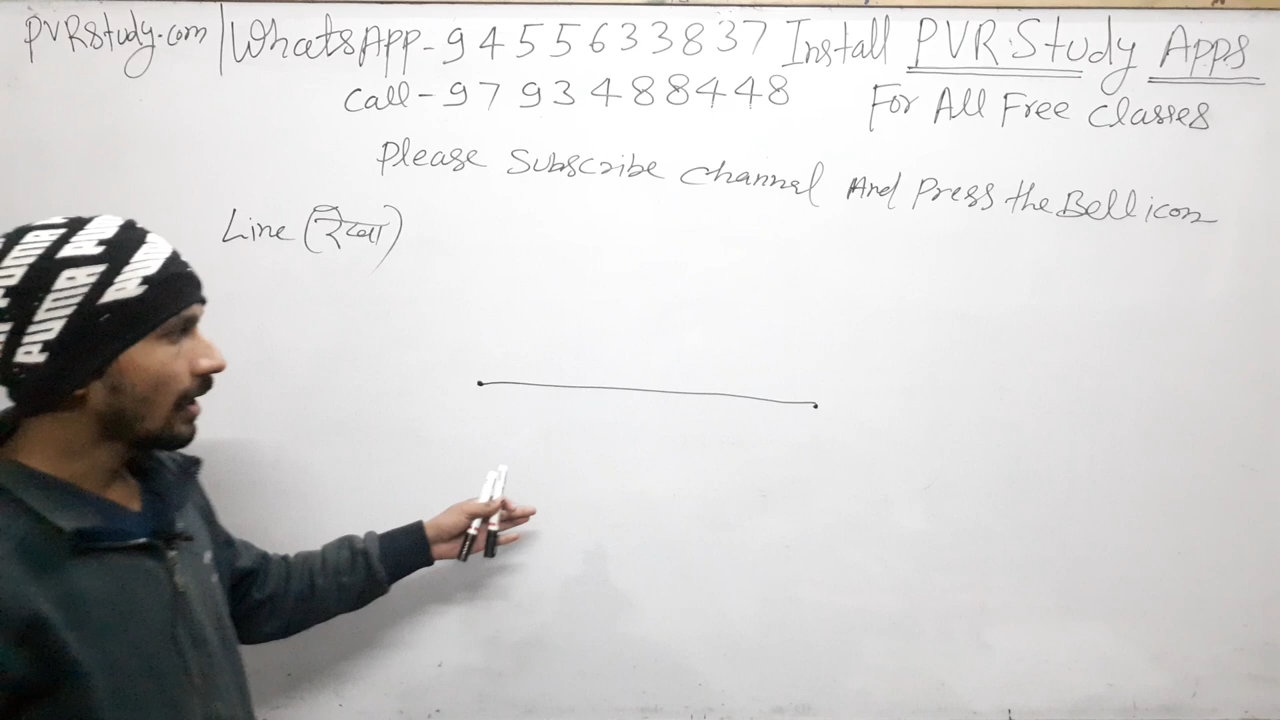 PVRStudy.com | WhatsApp - 9455633837 Install PVR Study Apps
Call - 9793488448 For All Free Classes
Please Subscribe Channel And Press the Bell icon
Line (रेखा)
PUMA PUMA PUMA